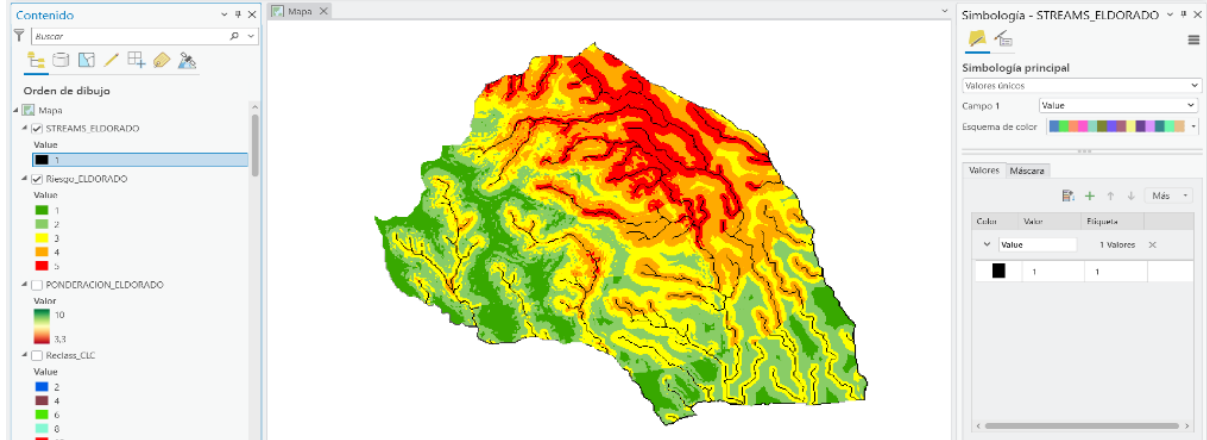 Contenido
Buscar
Orden de dibujo
Mapa
STREAMS_ELDORADO
Value
1
Riesgo_ELDORADO
Value
1
2
3
4
5
PONDERACION_ELDORADO
Valor
10
3,3
Reclass_CLC
Value
2
4
6
8
Mapa
Simbología - STREAMS_ELDORADO
Simbología principal
Valores únicos
Campo 1 Value
Esquema de color
Valores Máscara
Más
Color Valor Etiqueta
Value 1 Valores
1 1